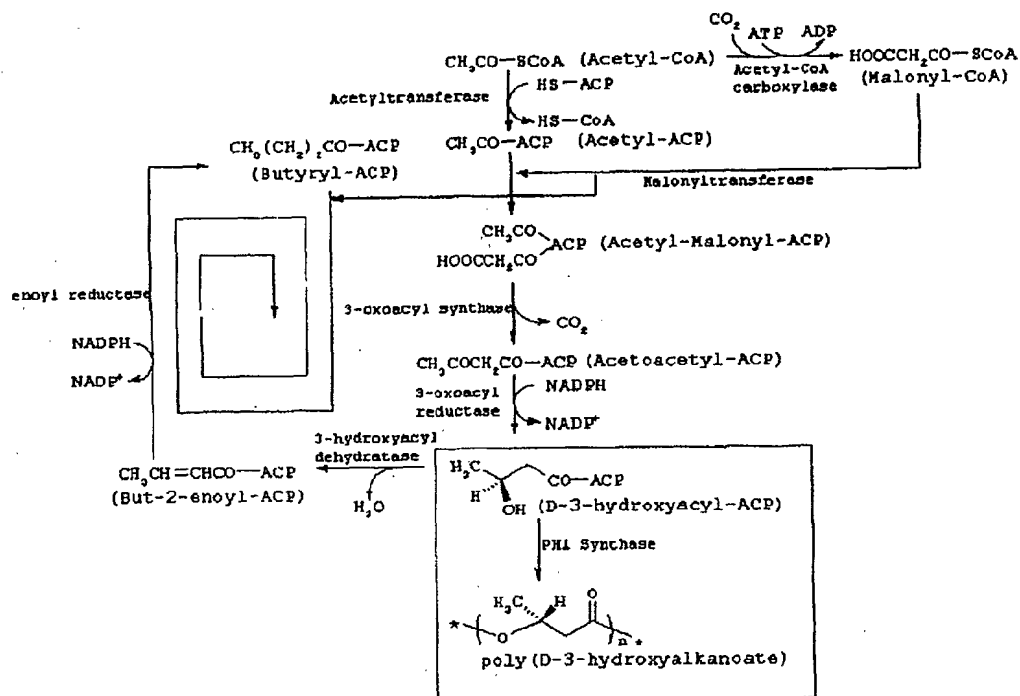 CO2 ATP ADP
CH3CO—SCoA (Acetyl-CoA)
Acetyl-CoA
carboxylase
HOOCCH2CO—SCoA
(Malonyl-CoA)
Acetyltransferase
HS—ACP
HS—CoA
CH3CO—ACP (Acetyl-ACP)
CH3(CH2)2CO—ACP
(Butyryl-ACP)
Malonyltransferase
CH3CO
HOOCCH2CO
ACP (Acetyl-Malonyl-ACP)
enoyl reductase
NADPH
NADP+
3-oxoacyl synthase
CO2
CH3COCH2CO—ACP (Acetoacetyl-ACP)
3-oxoacyl
reductase
NADPH
NADP+
3-hydroxyacyl
dehydratase
H2O
CH3CH=CHCO—ACP
(But-2-enoyl-ACP)
H3C
CO—ACP
H
OH (D-3-hydroxyacyl-ACP)
PHA Synthase
H3C H O
* O n *
poly(D-3-hydroxyalkanoate)